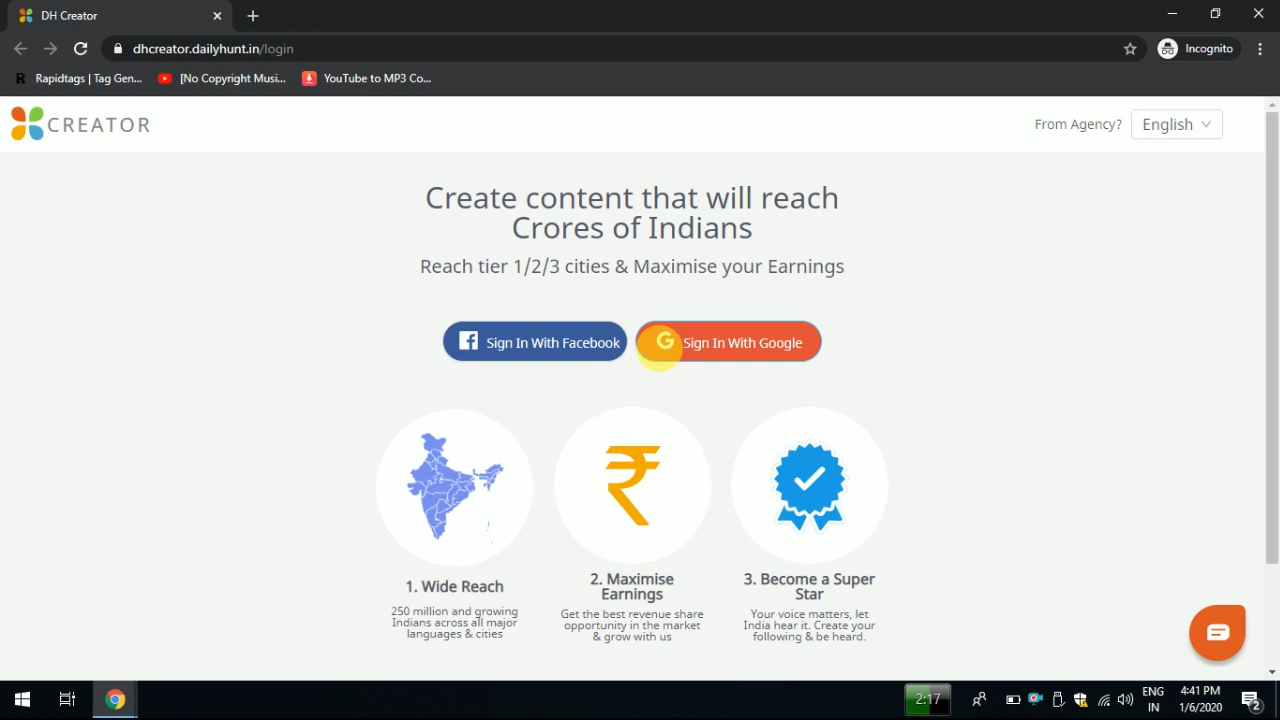 DH Creator
dhcreator.dailyhunt.in/login
Incognito
R Rapidtags | Tag Gen...
[No Copyright Musi...
YouTube to MP3 Co...
CREATOR
From Agency?
English
Create content that will reach
Crores of Indians
Reach tier 1/2/3 cities & Maximise your Earnings
Sign In With Facebook
G Sign In With Google
1. Wide Reach
250 million and growing
Indians across all major
languages & cities
2. Maximise
Earnings
Get the best revenue share
opportunity in the market
& grow with us
3. Become a Super
Star
Your voice matters, let
India hear it. Create your
following & be heard.
2:17
ENG
IN
4:41 PM
1/6/2020
2